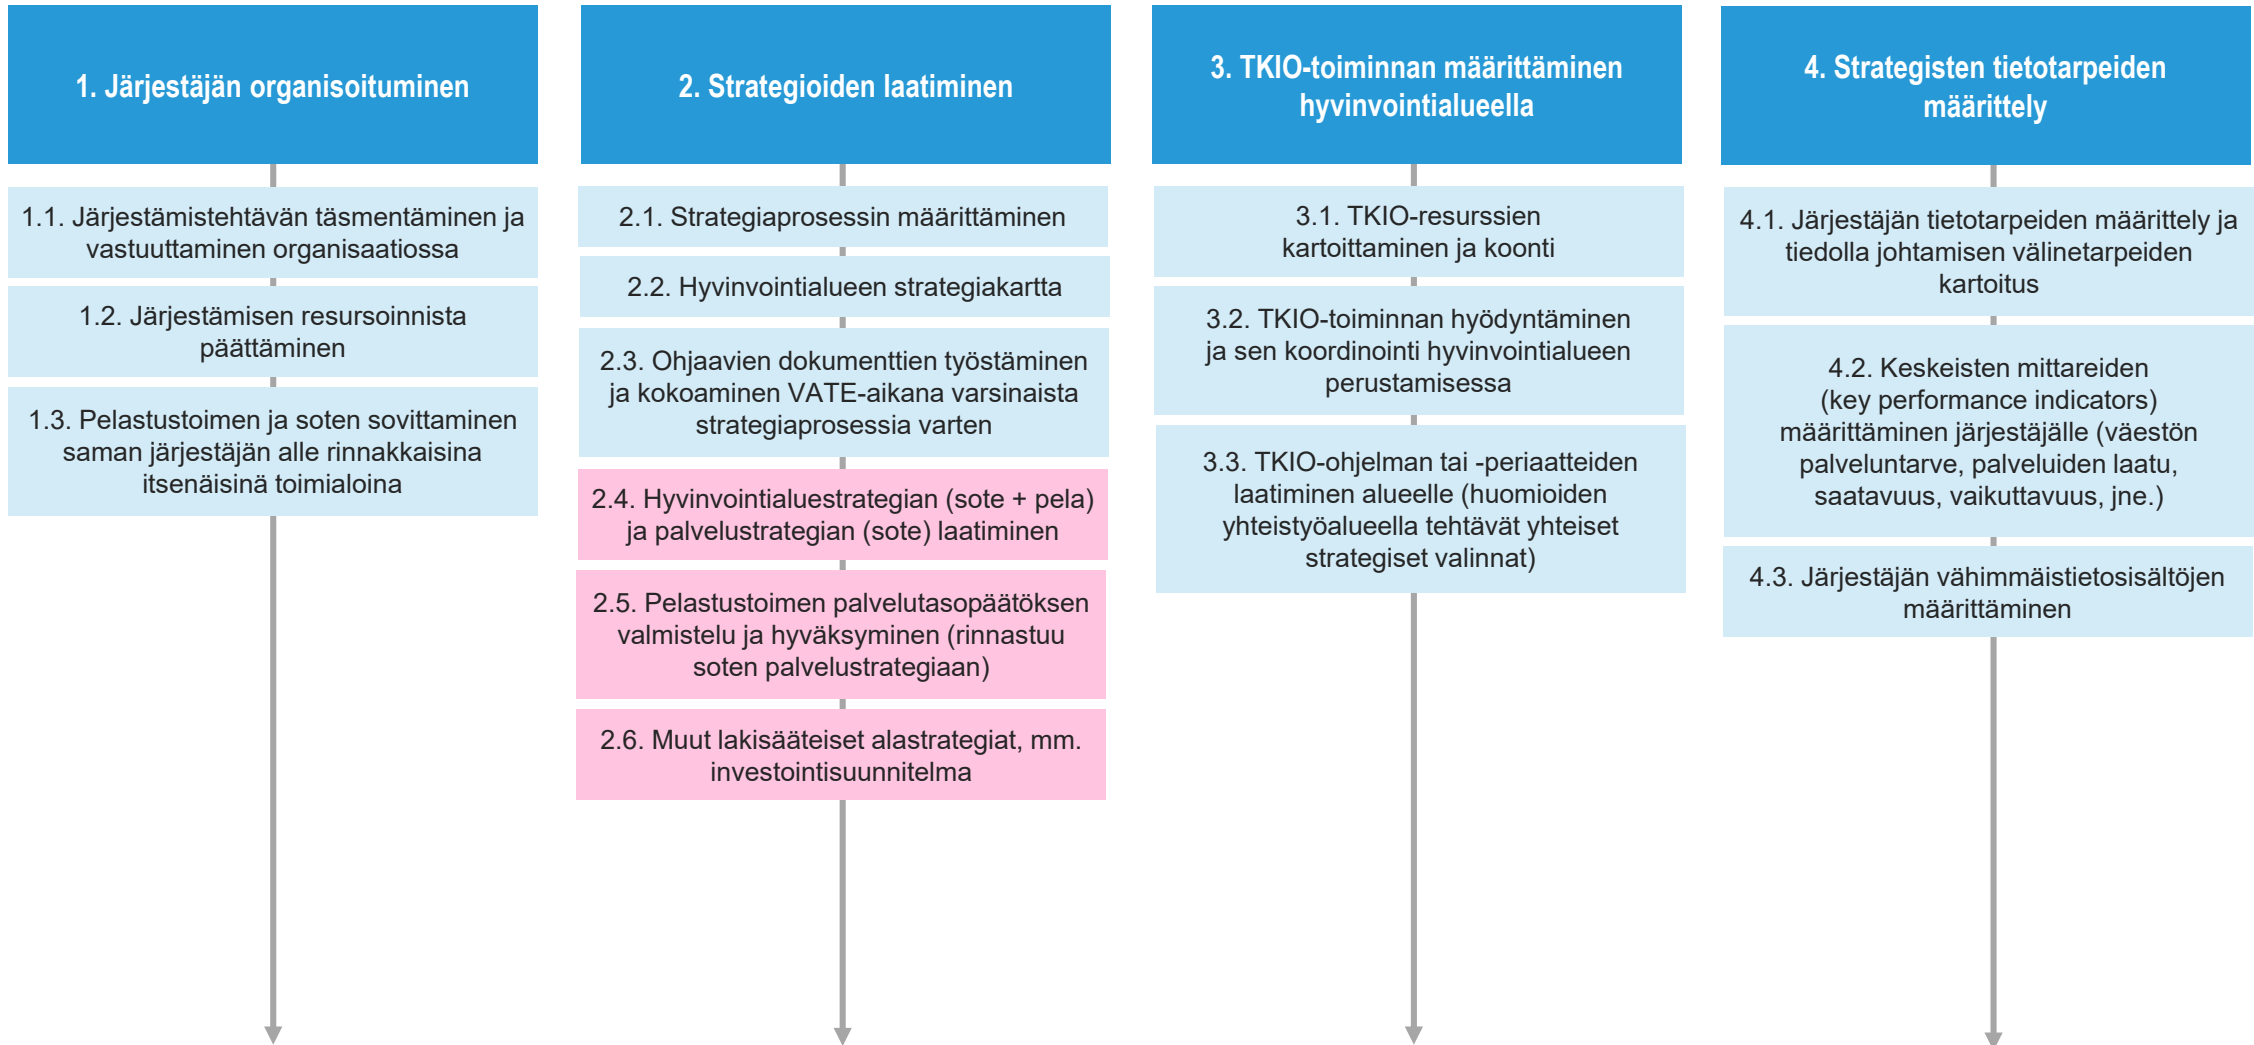 1. Järjestäjän organisoituminen
1.1. Järjestämistehtävän täsmentäminen ja
vastuuttaminen organisaatiossa
1.2. Järjestämisen resursoinnista
päättäminen
1.3. Pelastustoimen ja soten sovittaminen
saman järjestäjän alle rinnakkaisina
itsenäisinä toimialoina
2. Strategioiden laatiminen
2.1. Strategiaprosessin määrittäminen
2.2. Hyvinvointialueen strategiakartta
2.3. Ohjaavien dokumenttien työstäminen
ja kokoaminen VATE-aikana varsinaista
strategiaprosessia varten
2.4. Hyvinvointialuestrategian (sote + pela)
ja palvelustrategian (sote) laatiminen
2.5. Pelastustoimen palvelutasopäätöksen
valmistelu ja hyväksyminen (rinnastuu
soten palvelustrategiaan)
2.6. Muut lakisääteiset alastrategiat, mm.
investointisuunnitelma
3. TKIO-toiminnan määrittäminen
hyvinvointialueella
3.1. TKIO-resurssien
kartoittaminen ja koonti
3.2. TKIO-toiminnan hyödyntäminen
ja sen koordinointi hyvinvointialueen
perustamisessa
3.3. TKIO-ohjelman tai -periaatteiden
laatiminen alueelle (huomioiden
yhteistyöalueella tehtävät yhteiset
strategiset valinnat)
4. Strategisten tietotarpeiden
määrittely
4.1. Järjestäjän tietotarpeiden määrittely ja
tiedolla johtamisen välinetarpeiden
kartoitus
4.2. Keskeisten mittareiden
(key performance indicators)
määrittäminen järjestäjälle (väestön
palveluntarve, palveluiden laatu,
saatavuus, vaikuttavuus, jne.)
4.3. Järjestäjän vähimmäistietosisältöjen
määrittäminen